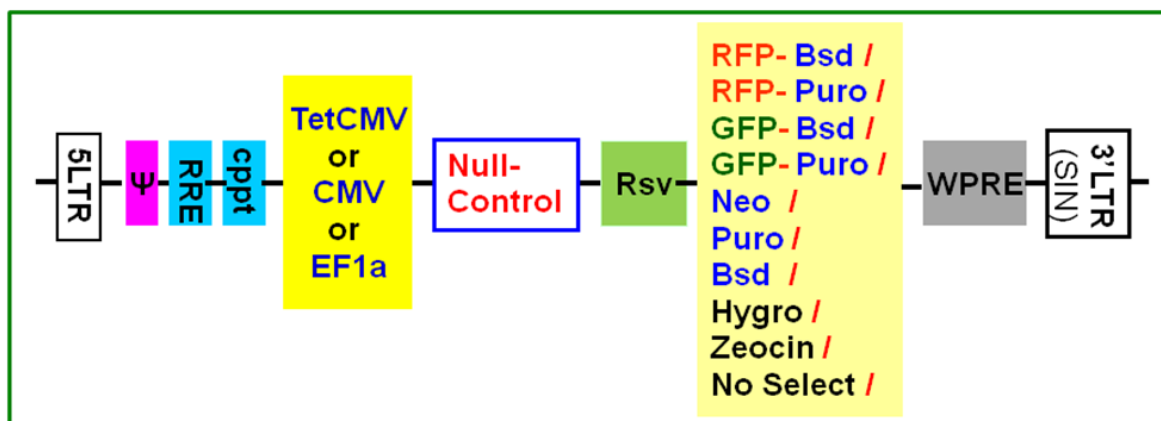 5LTR
Ψ
RRE
cppt
TetCMV
or
CMV
or
EF1a
Null-
Control
Rsv
RFP- Bsd /
RFP- Puro /
GFP- Bsd /
GFP- Puro /
Neo /
Puro /
Bsd /
Hygro /
Zeocin /
No Select /
WPRE
3'LTR
(SIN)